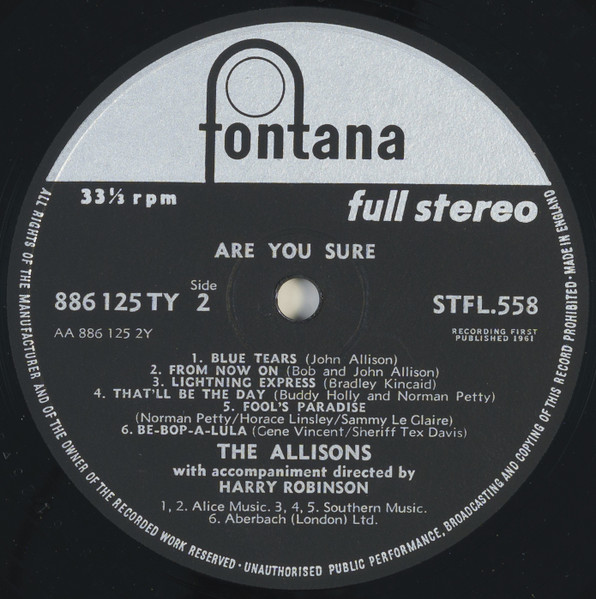 fontana
33⅓ rpm
full stereo
ARE YOU SURE
886 125 TY
Side
2
STFL.558
AA 886 125 2Y
RECORDING FIRST
PUBLISHED 1961
1. BLUE TEARS (John Allison)
2. FROM NOW ON (Bob and John Allison)
3. LIGHTNING EXPRESS (Bradley Kincaid)
4. THAT'LL BE THE DAY (Buddy Holly and Norman Petty)
5. FOOL'S PARADISE
(Norman Petty/Horace Linsley/Sammy Le Glaire)
6. BE-BOP-A-LULA (Gene Vincent/Sheriff Tex Davis)
THE ALLISONS
with accompaniment directed by
HARRY ROBINSON
1, 2. Alice Music. 3, 4, 5. Southern Music.
6. Aberbach (London) Ltd.
ALL RIGHTS OF THE MANUFACTURER AND OF THE OWNER OF THE RECORDED WORK RESERVED · UNAUTHORISED PUBLIC PERFORMANCE, BROADCASTING AND COPYING OF THIS RECORD PROHIBITED · MADE IN ENGLAND